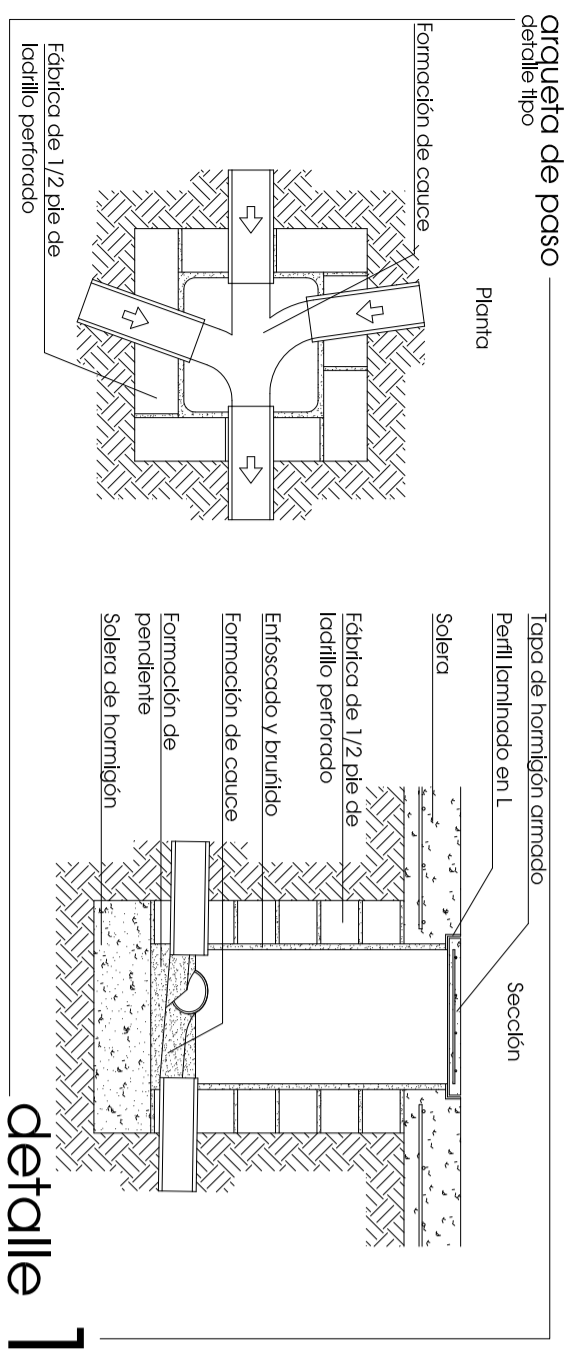 arqueta de paso
detalle tipo
Planta
Formación de cauce
Fábrica de 1/2 pie de
ladrillo perforado
Sección
Tapa de hormigón armado
Perfil laminado en L
Solera
Fábrica de 1/2 pie de
ladrillo perforado
Enfoscado y bruñido
Formación de cauce
Formación de
pendiente
Solera de hormigón
detalle 1